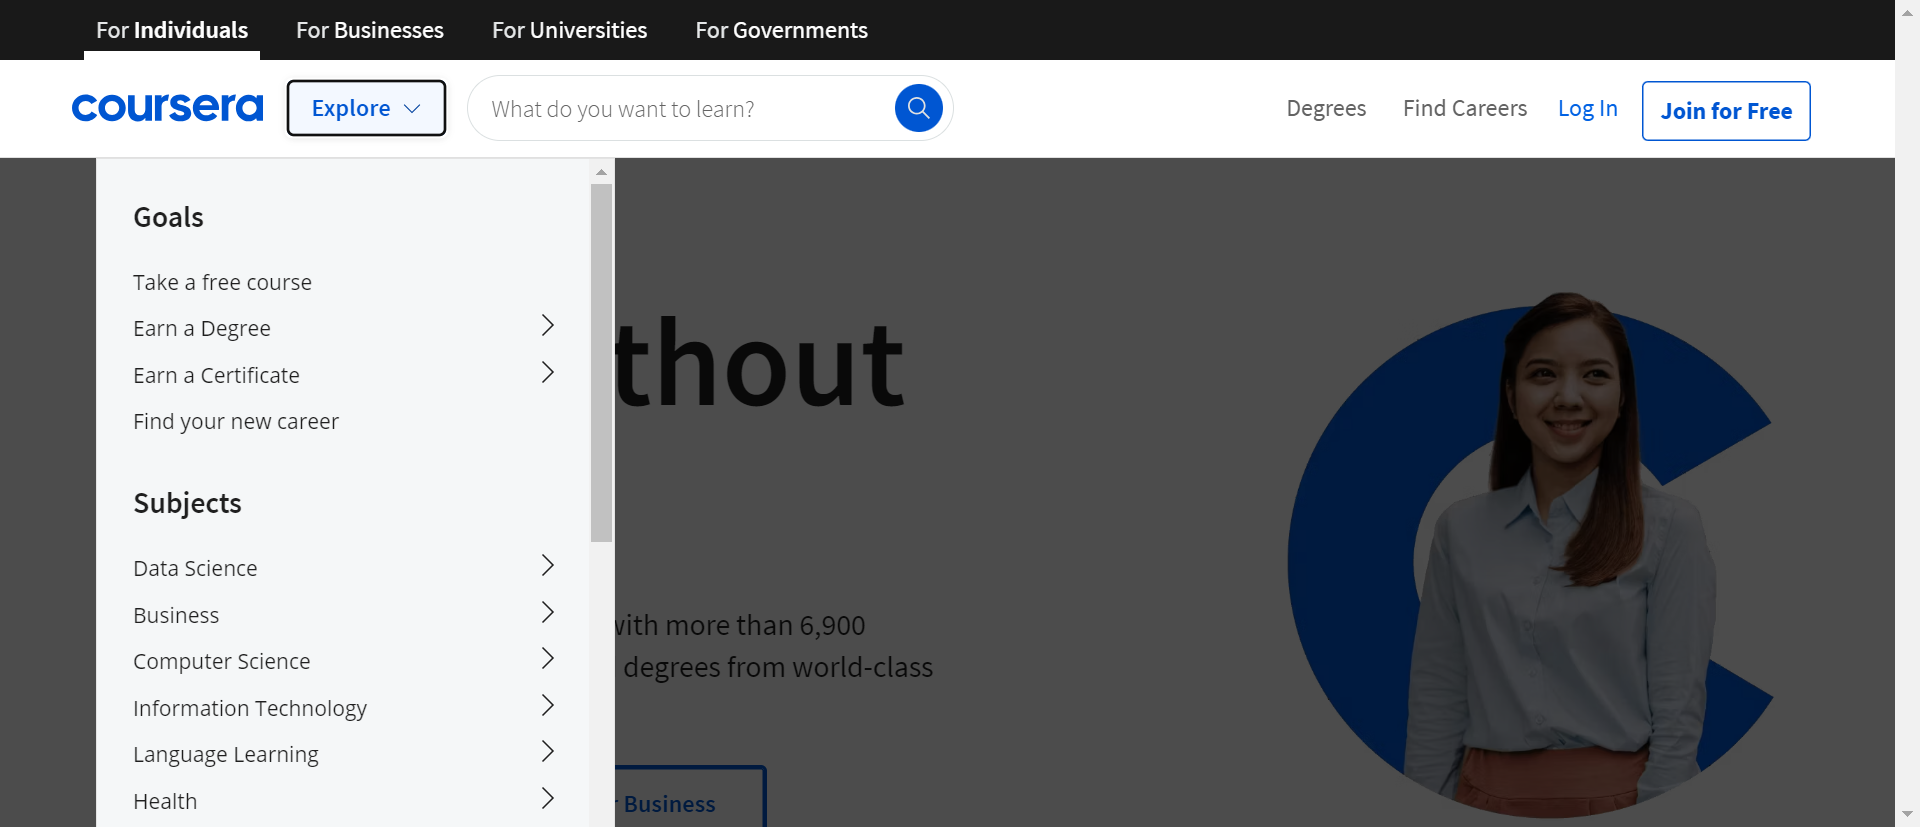 For Individuals For Businesses For Universities For Governments
coursera Explore What do you want to learn? Degrees Find Careers Log In Join for Free
Goals
Take a free course
Earn a Degree
Earn a Certificate
Find your new career
Subjects
Data Science
Business
Computer Science
Information Technology
Language Learning
Health
thout
with more than 6,900
degrees from world-class
Business